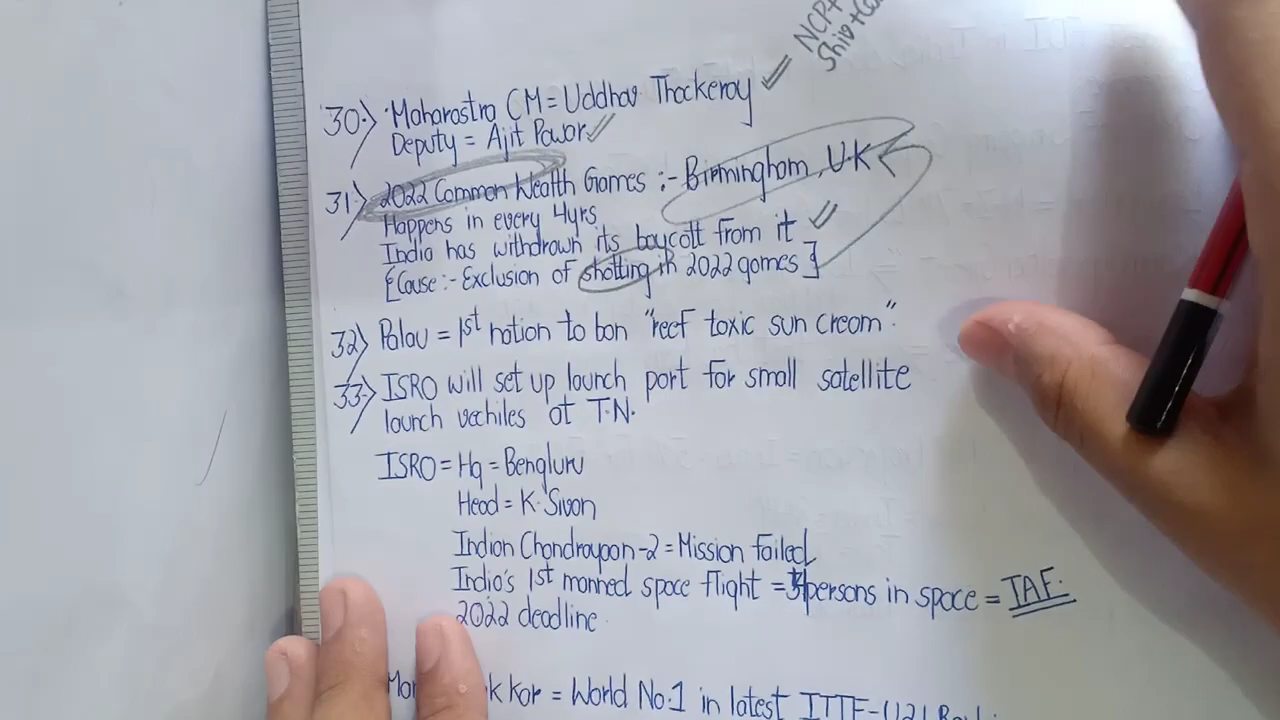 NCP+
Shiv+Co
30) Maharastra CM = Uddhav Thackeray
Deputy = Ajit Pawar
31) 2022 Common Wealth Games :- Birmingham, U.K
Happens in every 4yrs
India has withdrawn its boycott from it
[Cause :- Exclusion of shotting in 2022 games]
32) Palau = 1st nation to ban "reef toxic sun cream".
33) ISRO will set up launch port for small satellite
launch vechiles at T.N.
ISRO = Hq = Bengluru
Head = K. Sivan
Indian Chandrayaan-2 = Mission failed
India's 1st manned space flight = persons in space = IAF.
2022 deadline
kkar = World No.1 in latest ITTF-U21